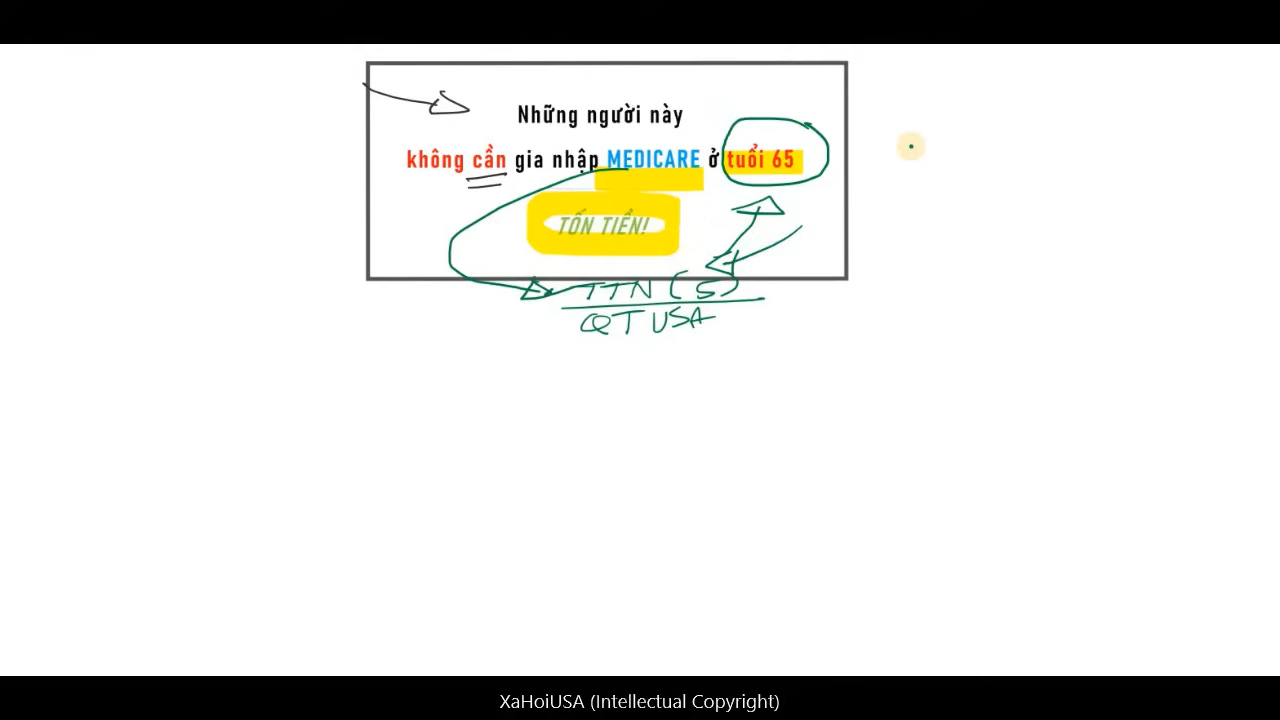 Những người này
không cần gia nhập MEDICARE ở tuổi 65
TỐN TIỀN!
TTN (5)
QT USA
XaHoiUSA (Intellectual Copyright)